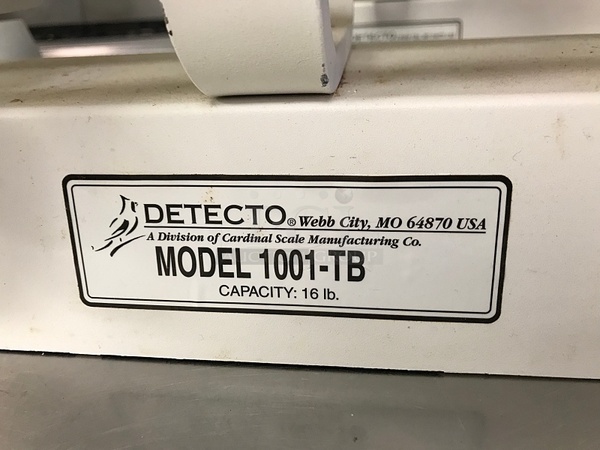 DETECTO® Webb City, MO 64870 USA
A Division of Cardinal Scale Manufacturing Co.
MODEL 1001-TB
CAPACITY: 16 lb.